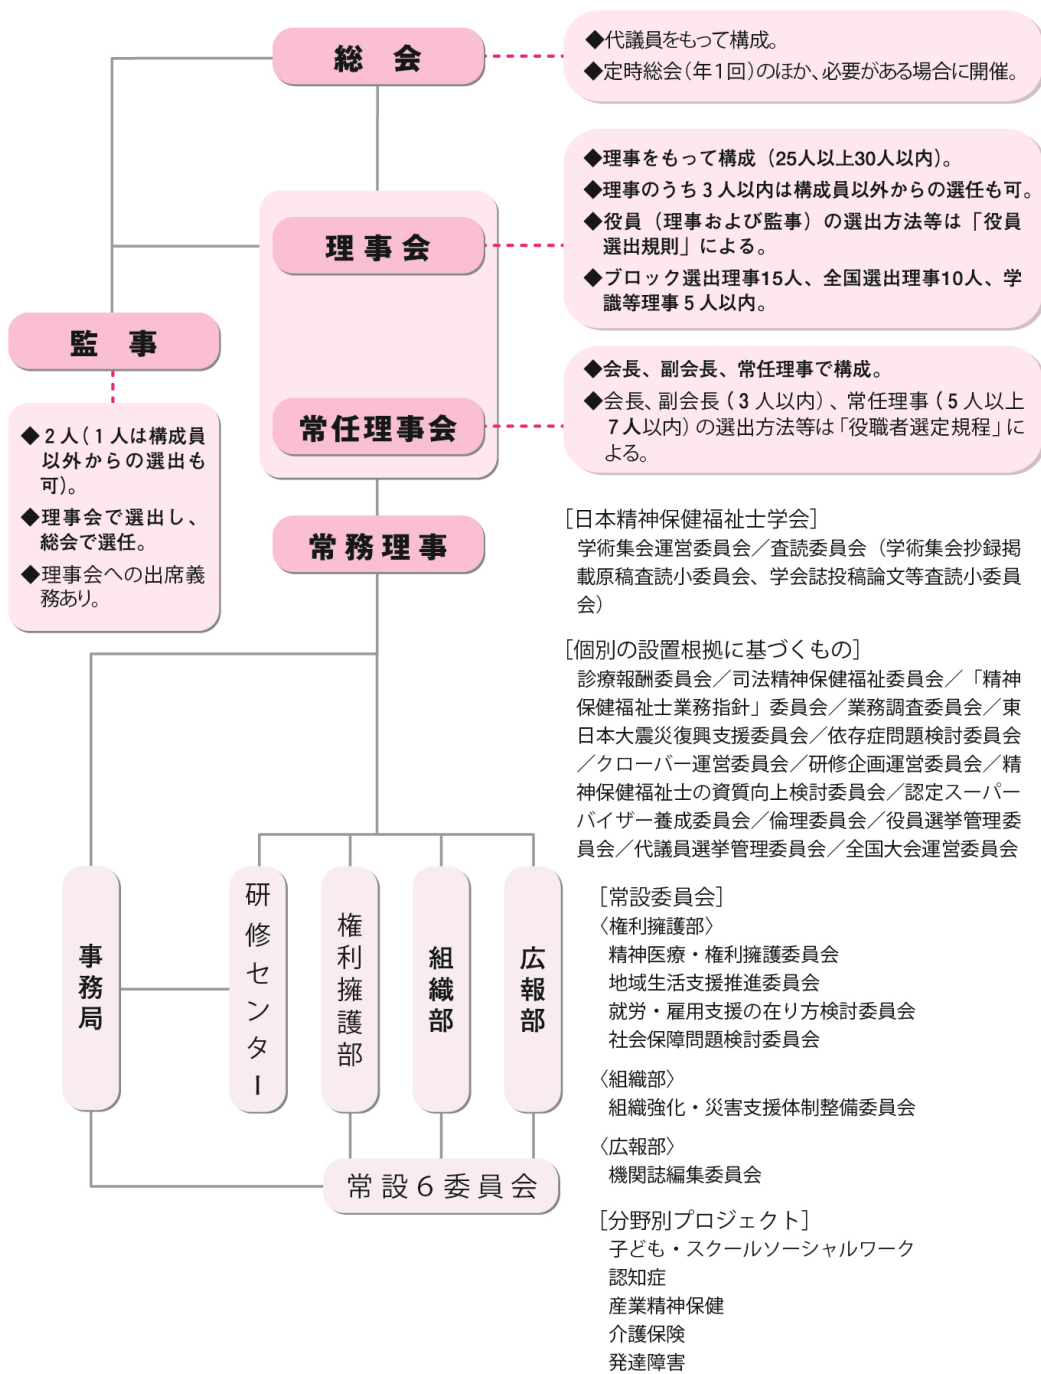 総会
◆代議員をもって構成。
◆定時総会（年1回）のほか、必要がある場合に開催。
理事会
◆理事をもって構成（25人以上30人以内）。
◆理事のうち3人以内は構成員以外からの選任も可。
◆役員（理事および監事）の選出方法等は「役員
選出規則」による。
◆ブロック選出理事15人、全国選出理事10人、学
識等理事5人以内。
監事
◆2人（1人は構成員
以外からの選出も
可）。
◆理事会で選出し、
総会で選任。
◆理事会への出席義
務あり。
常任理事会
◆会長、副会長、常任理事で構成。
◆会長、副会長（3人以内）、常任理事（5人以上
7人以内）の選出方法等は「役職者選定規程」に
よる。
常務理事
［日本精神保健福祉士学会］
学術集会運営委員会／査読委員会（学術集会抄録掲
載原稿査読小委員会、学会誌投稿論文等査読小委員
会）
［個別の設置根拠に基づくもの］
診療報酬委員会／司法精神保健福祉委員会／「精神
保健福祉士業務指針」委員会／業務調査委員会／東
日本大震災復興支援委員会／依存症問題検討委員会
／クローバー運営委員会／研修企画運営委員会／精
神保健福祉士の資質向上検討委員会／認定スーパー
バイザー養成委員会／倫理委員会／役員選挙管理委
員会／代議員選挙管理委員会／全国大会運営委員会
事務局
研修センター
権利擁護部
組織部
広報部
常設6委員会
［常設委員会］
〈権利擁護部〉
精神医療・権利擁護委員会
地域生活支援推進委員会
就労・雇用支援の在り方検討委員会
社会保障問題検討委員会
〈組織部〉
組織強化・災害支援体制整備委員会
〈広報部〉
機関誌編集委員会
［分野別プロジェクト］
子ども・スクールソーシャルワーク
認知症
産業精神保健
介護保険
発達障害